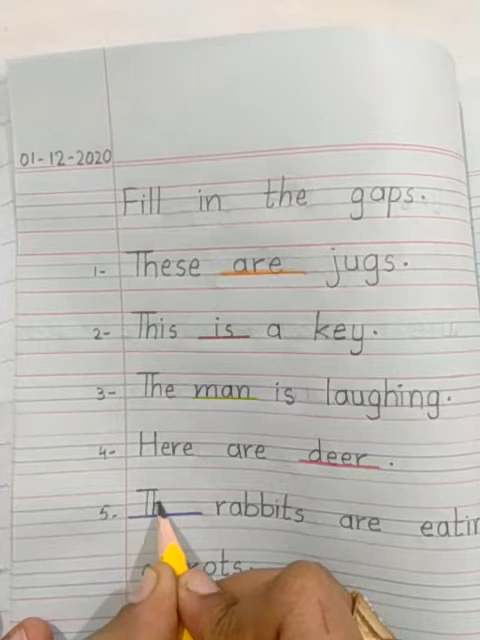 01-12-2020
Fill in the gaps.
1- These are jugs.
2- This is a key.
3- The man is laughing.
4- Here are deer.
5. Th rabbits are